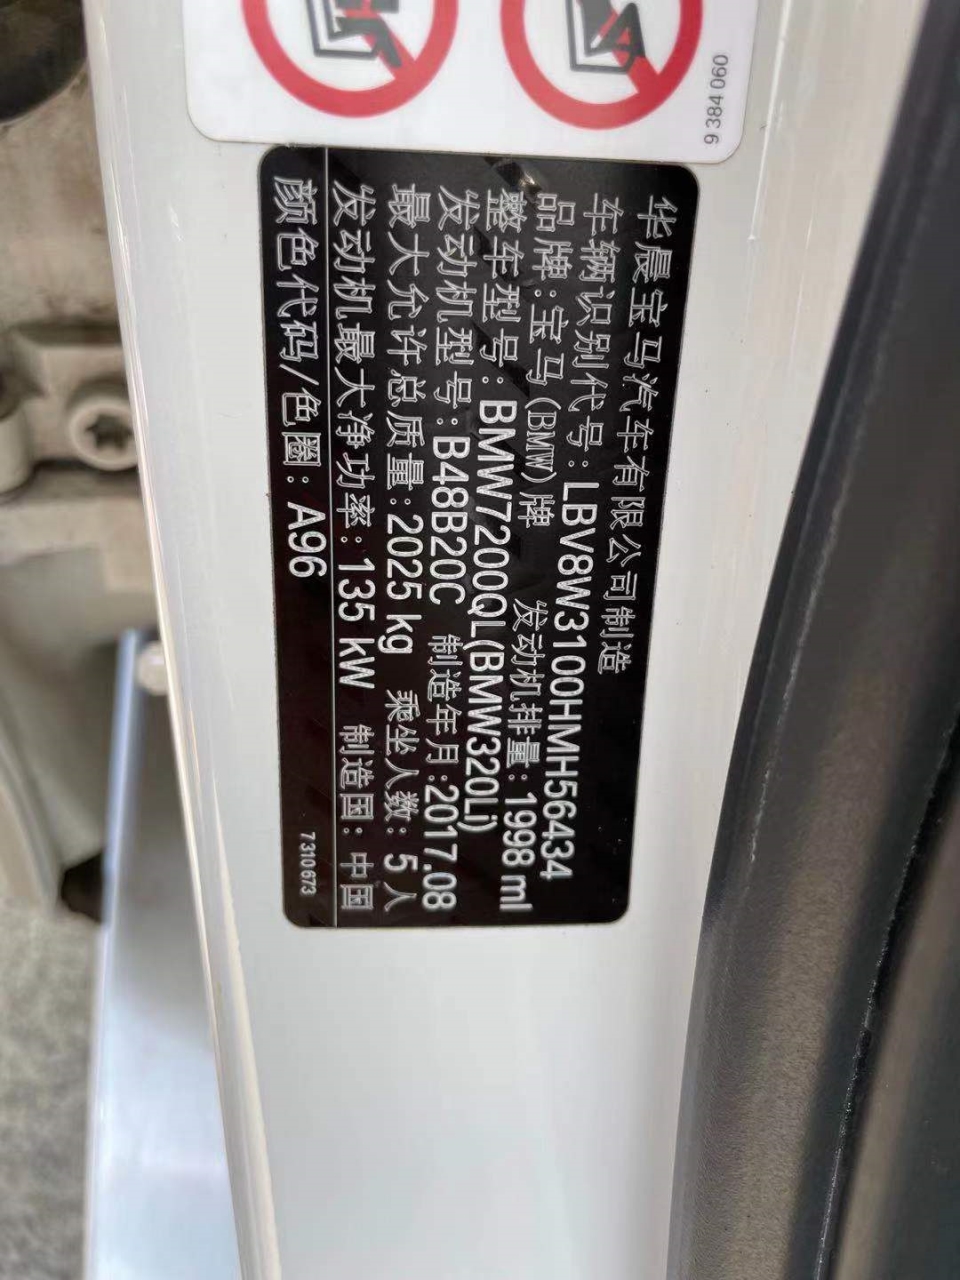 9 384 060
华晨宝马汽车有限公司制造
车辆识别代号:LBV8W3100HMH56434
品牌:宝马(BMW)牌 发动机排量:1998 ml
整车型号:BMW7200QL(BMW320Li)
发动机型号:B48B20C 制造年月:2017.08
最大允许总质量:2025 kg 乘坐人数:5 人
发动机最大净功率:135 kW 制造国:中国
颜色代码/色圈:A96 7310673